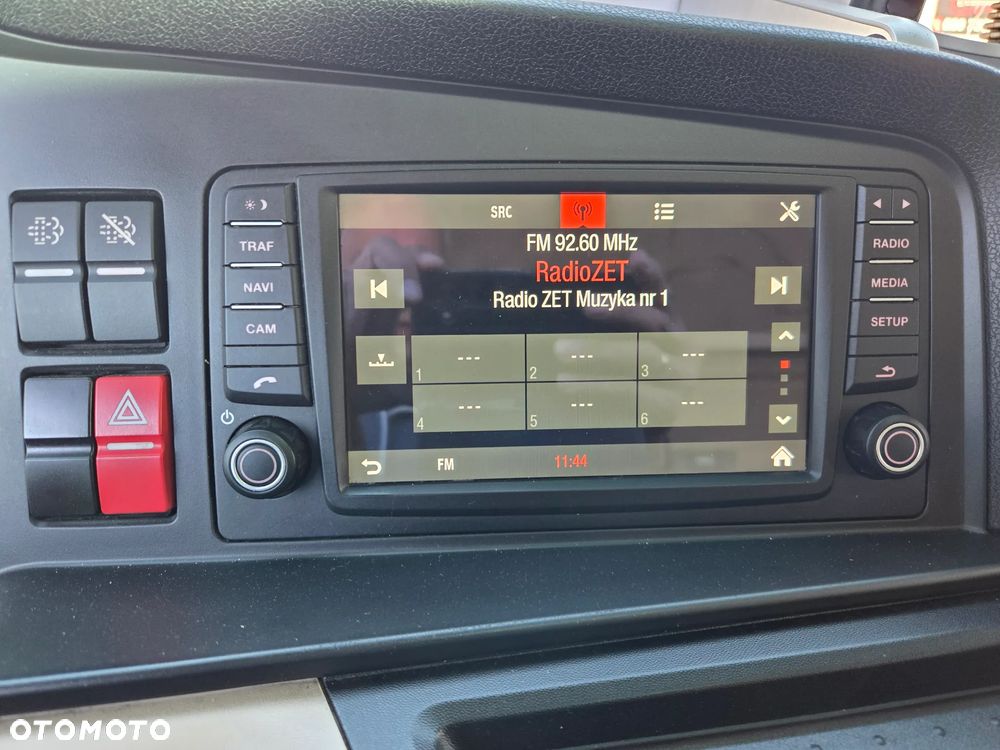 SRC
FM 92.60 MHz
RadioZET
Radio ZET Muzyka nr 1
--- --- ---
1 2 3
--- --- ---
4 5 6
FM 11:44
TRAF
NAVI
CAM
RADIO
MEDIA
SETUP
OTOMOTO